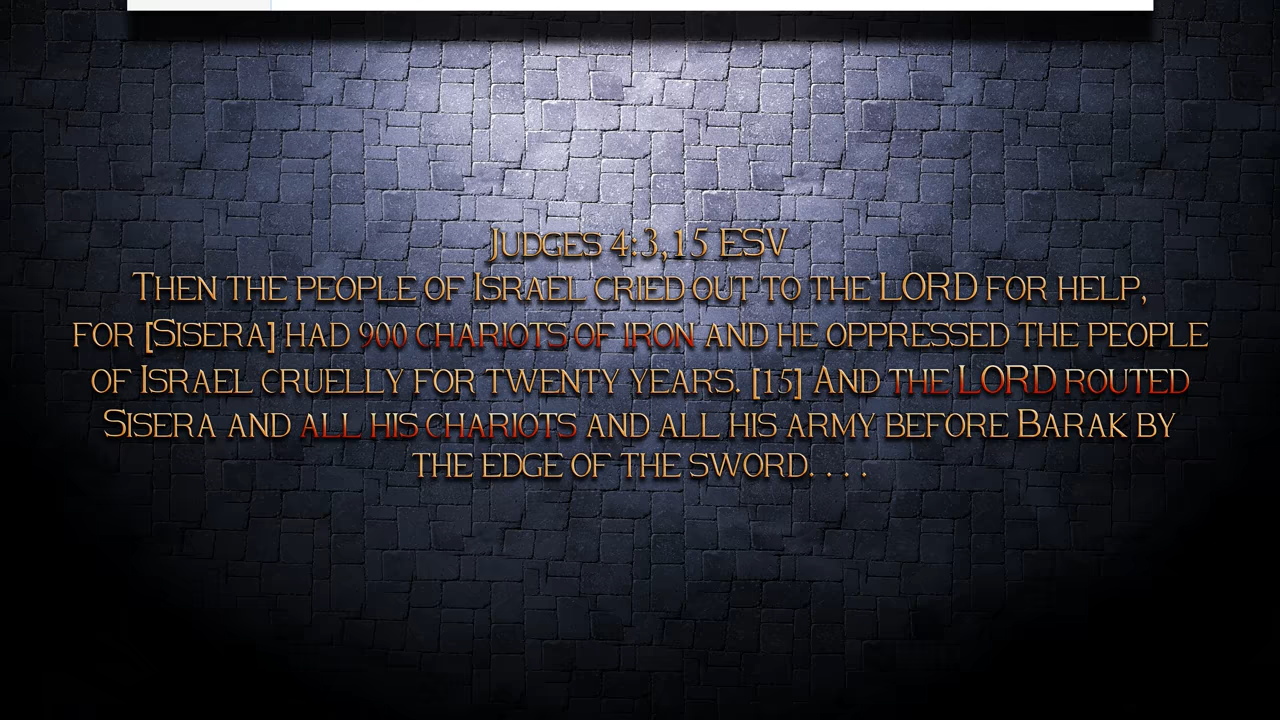 Judges 4:3,15 ESV
Then the people of Israel cried out to the LORD for help,
for [Sisera] had 900 chariots of iron and he oppressed the people
of Israel cruelly for twenty years. [15] And the LORD routed
Sisera and all his chariots and all his army before Barak by
the edge of the sword. . . .